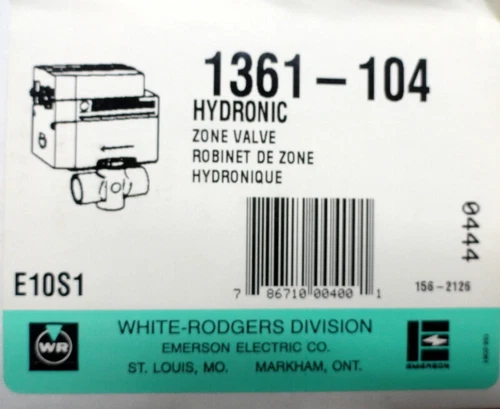 1361-104
HYDRONIC
ZONE VALVE
ROBINET DE ZONE
HYDRONIQUE
0444
7 86710 00400 1
156-2126
E10S1
WR
WHITE-RODGERS DIVISION
EMERSON ELECTRIC CO.
ST. LOUIS, MO. MARKHAM, ONT.
EMERSON